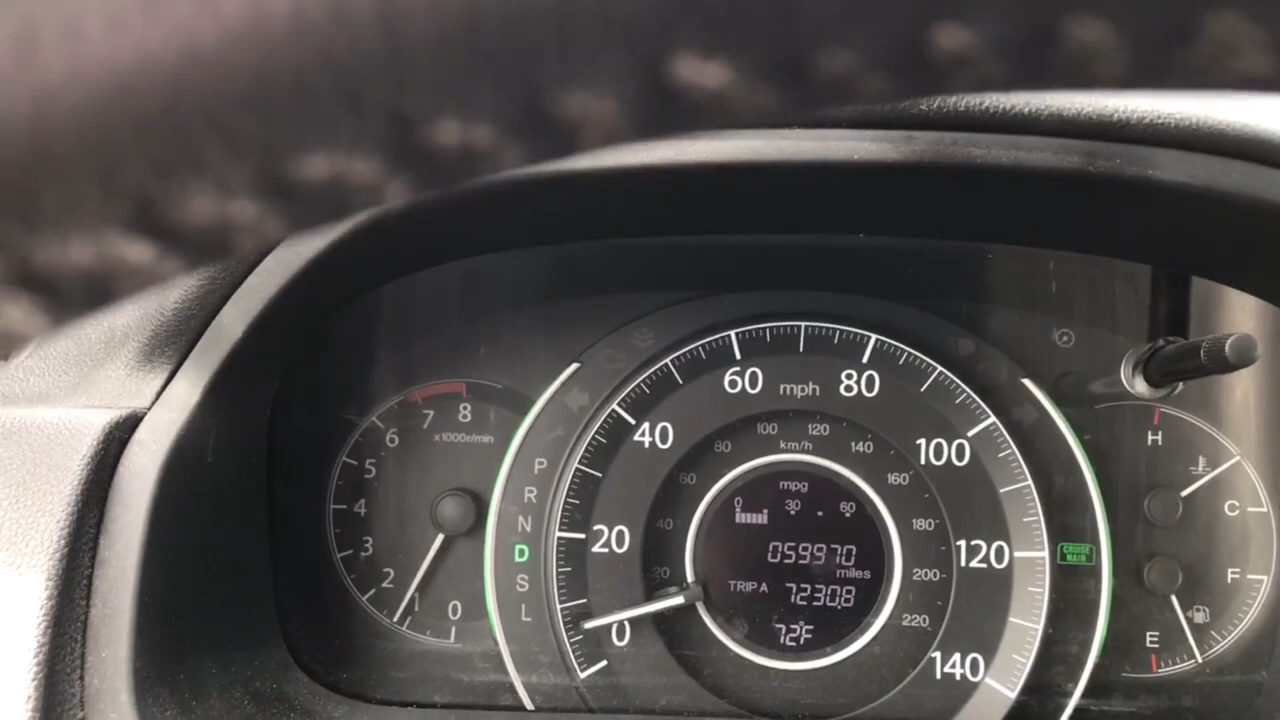 8
7
6
5
4
3
2
1
0
x1000r/min
P
R
N
D
S
L
0
20
40
60 mph 80
100
120
140
20
40
60
80
100
120
140
160
180
200
220
km/h
mpg
0 30 60
059970
miles
TRIP A 7230.8
72°F
CRUISE
MAIN
H
C
F
E